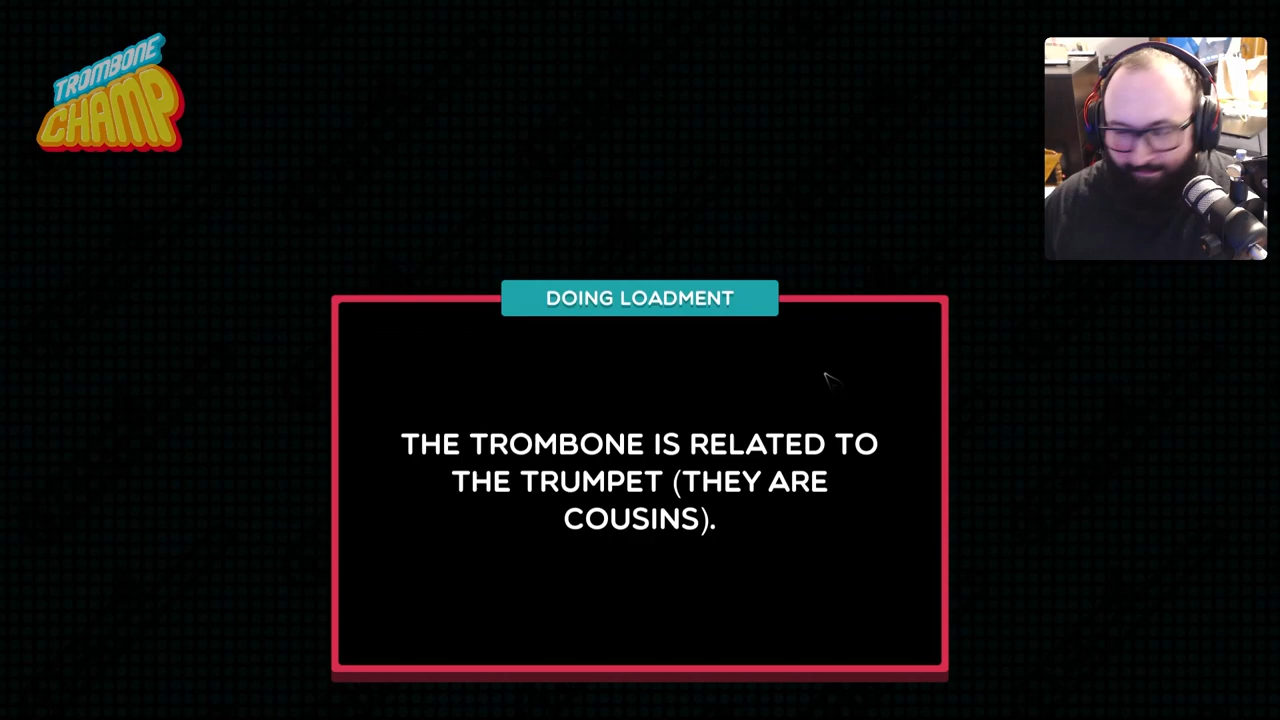 TROMBONE
CHAMP
DOING LOADMENT
THE TROMBONE IS RELATED TO
THE TRUMPET (THEY ARE
COUSINS).